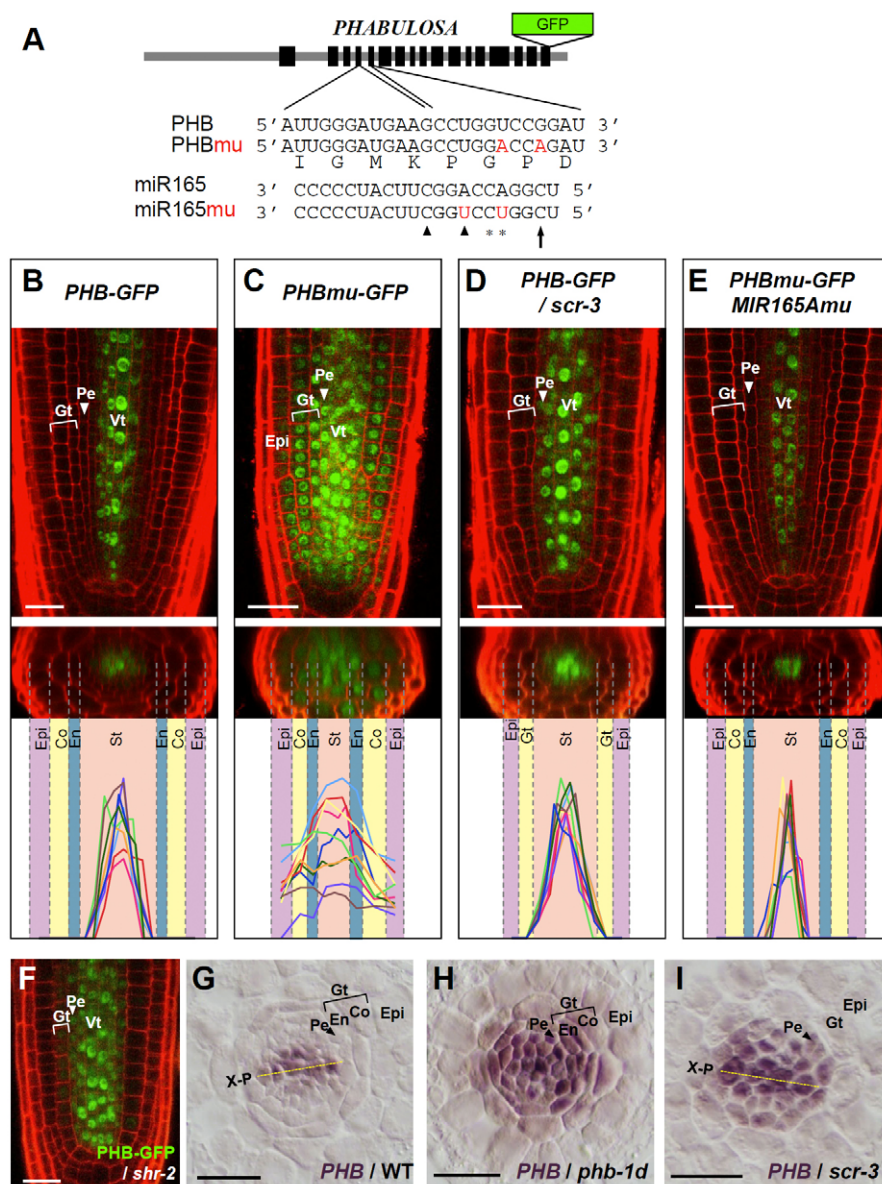 A
PHABULOSA
GFP
PHB 5′AUUGGGAUGAAGCCUGGUCCGGAU 3′
PHBmu 5′AUUGGGAUGAAGCCUGGACCAGAU 3′
I G M K P G P D
miR165 3′ CCCCCUACUUCGGACCAGGCU 5′
miR165mu 3′ CCCCCUACUUCGGUCCUGGCU 5′
* *
B
PHB-GFP
C
PHBmu-GFP
D
PHB-GFP
/ scr-3
E
PHBmu-GFP
MIR165Amu
Pe
Gt
Vt
Pe
Gt
Epi
Vt
Pe
Gt
Vt
Pe
Gt
Vt
Epi Co En St En Co Epi
Epi Co En St En Co Epi
Epi Gt St Gt Epi
Epi Co En St En Co Epi
F
Pe
Gt
Vt
PHB-GFP
/ shr-2
G
Gt
Pe En Co Epi
X-P
PHB / WT
H
Gt
Pe En Co Epi
PHB / phb-1d
I
Epi
Pe Gt
X-P
PHB / scr-3